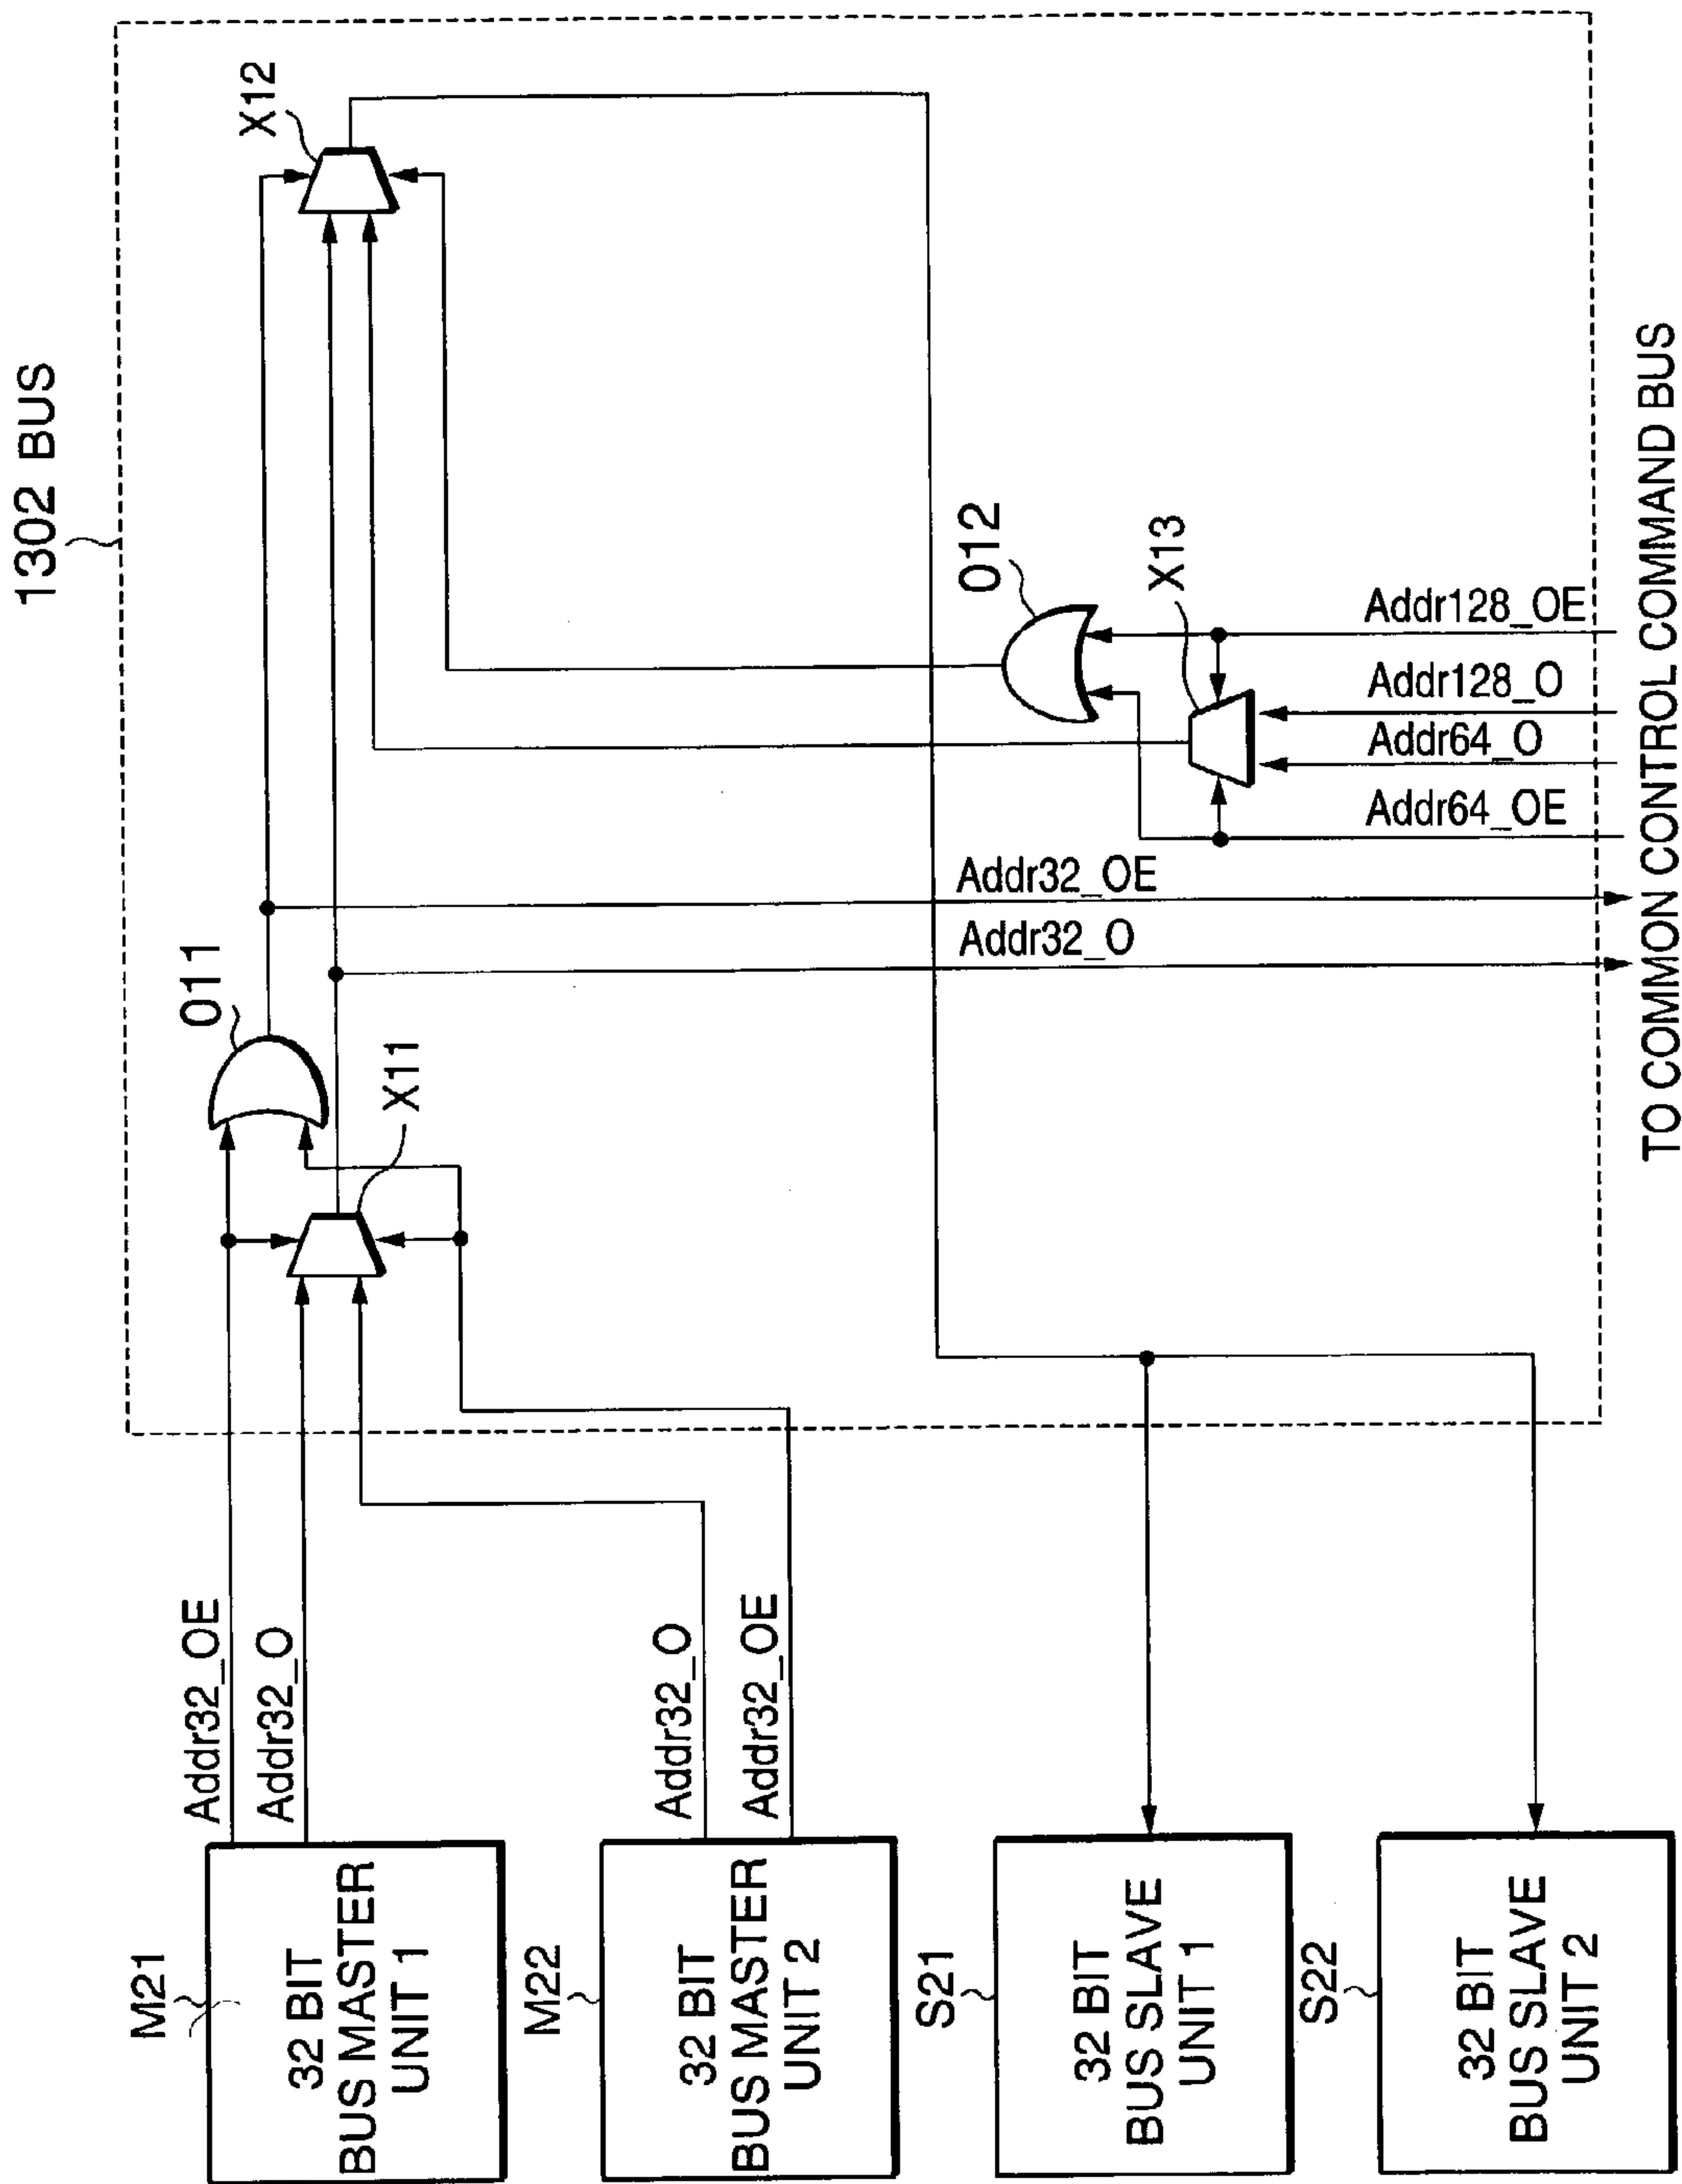 1302 BUS
M21
32 BIT
BUS MASTER
UNIT 1
Addr32_OE
Addr32_O
M22
32 BIT
BUS MASTER
UNIT 2
Addr32_O
Addr32_OE
S21
32 BIT
BUS SLAVE
UNIT 1
S22
32 BIT
BUS SLAVE
UNIT 2
O11
X11
X12
Addr32_OE
Addr32_O
O12
X13
Addr128_OE
Addr128_O
Addr64_O
Addr64_OE
TO COMMON CONTROL COMMAND BUS